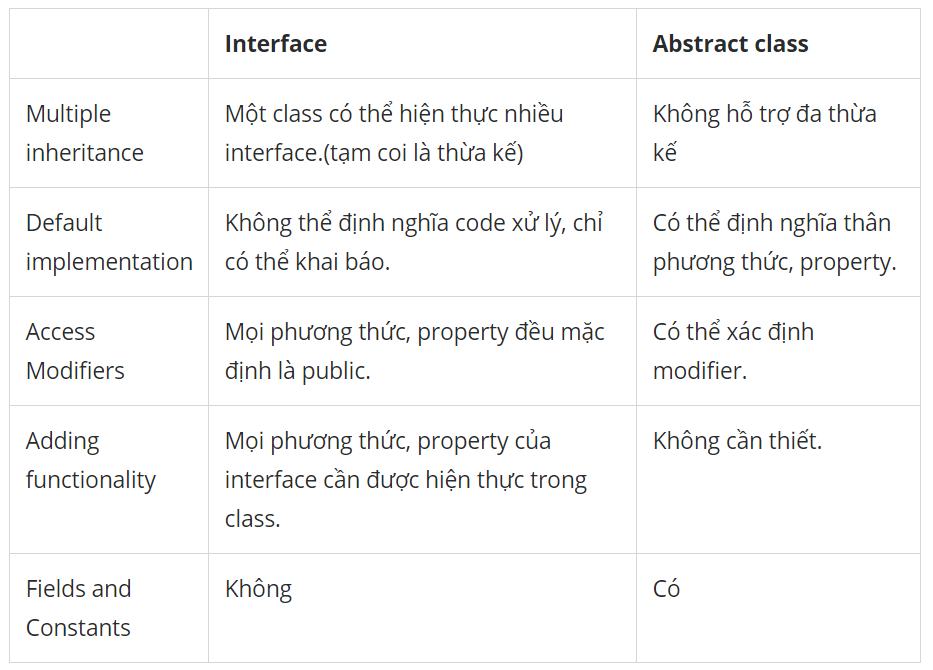 Interface
Abstract class
Multiple
inheritance
Một class có thể hiện thực nhiều
interface.(tạm coi là thừa kế)
Không hỗ trợ đa thừa
kế
Default
implementation
Không thể định nghĩa code xử lý, chỉ
có thể khai báo.
Có thể định nghĩa thân
phương thức, property.
Access
Modifiers
Mọi phương thức, property đều mặc
định là public.
Có thể xác định
modifier.
Adding
functionality
Mọi phương thức, property của
interface cần được hiện thực trong
class.
Không cần thiết.
Fields and
Constants
Không
Có